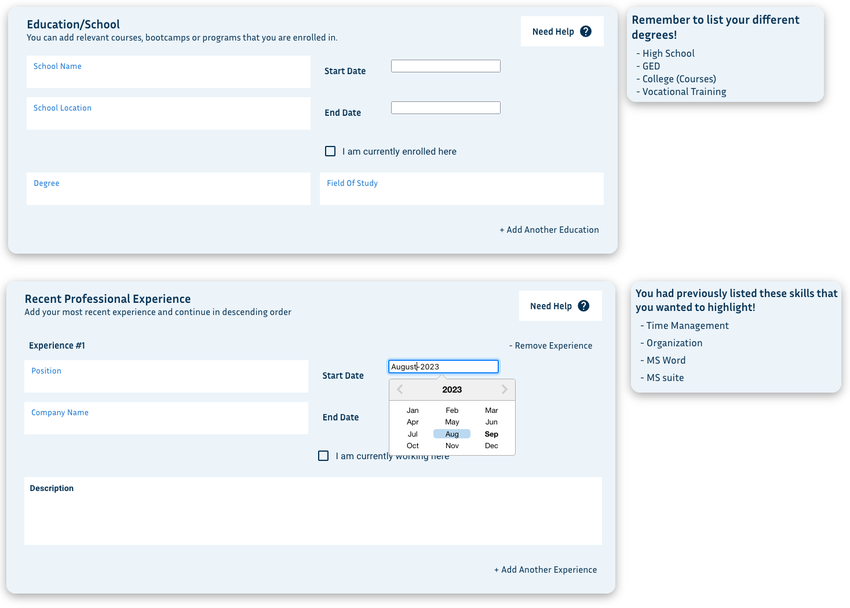 Education/School
You can add relevant courses, bootcamps or programs that you are enrolled in.
Need Help ?
School Name
Start Date
School Location
End Date
I am currently enrolled here
Degree
Field Of Study
+ Add Another Education
Remember to list your different
degrees!
- High School
- GED
- College (Courses)
- Vocational Training
Recent Professional Experience
Add your most recent experience and continue in descending order
Need Help ?
Experience #1
- Remove Experience
Position
Start Date
August-2023
Company Name
End Date
2023
Jan Feb Mar
Apr May Jun
Jul Aug Sep
Oct Nov Dec
I am currently working here
Description
+ Add Another Experience
You had previously listed these skills that
you wanted to highlight!
- Time Management
- Organization
- MS Word
- MS suite